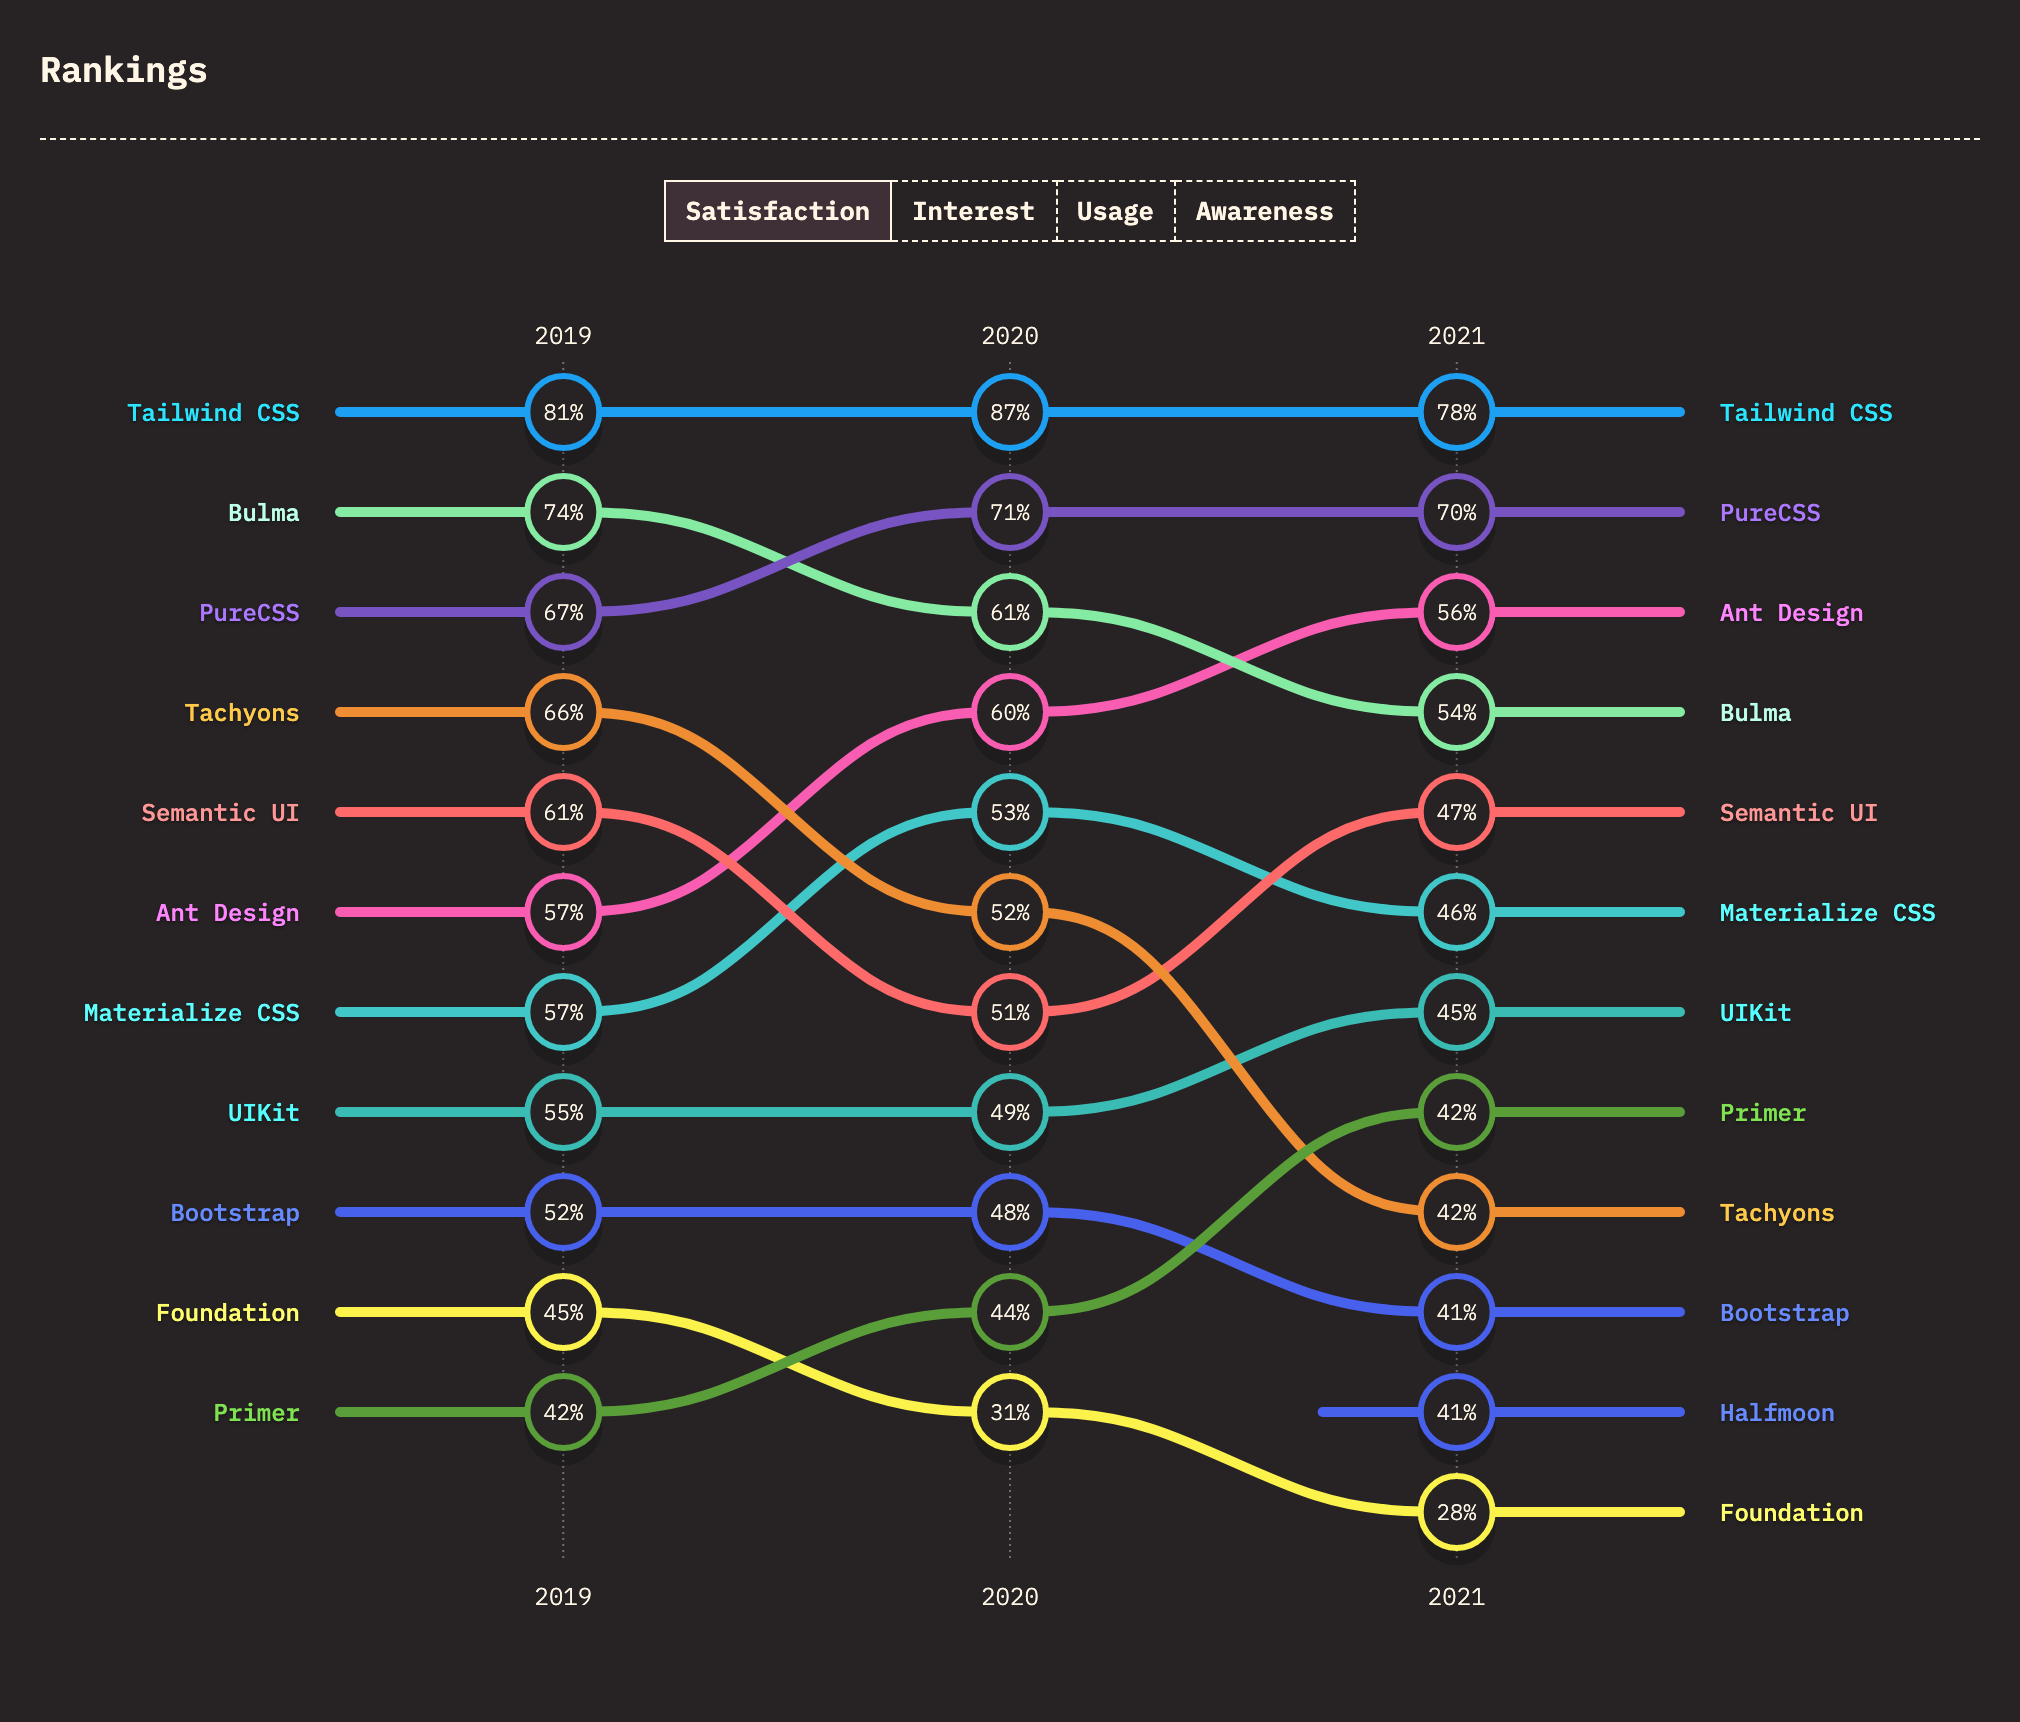 Rankings
Satisfaction Interest Usage Awareness
2019 2020 2021
Tailwind CSS 81% 87% 78% Tailwind CSS
Bulma 74% 71% 70% PureCSS
PureCSS 67% 61% 56% Ant Design
Tachyons 66% 60% 54% Bulma
Semantic UI 61% 53% 47% Semantic UI
Ant Design 57% 52% 46% Materialize CSS
Materialize CSS 57% 51% 45% UIKit
UIKit 55% 49% 42% Primer
Bootstrap 52% 48% 42% Tachyons
Foundation 45% 44% 41% Bootstrap
Primer 42% 31% 41% Halfmoon
28% Foundation
2019 2020 2021